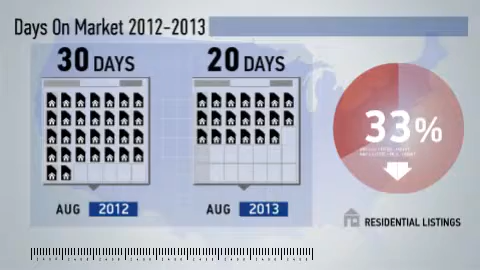 Days On Market 2012-2013
30 DAYS
20 DAYS
33%
AUG 2012
AUG 2013
RESIDENTIAL LISTINGS